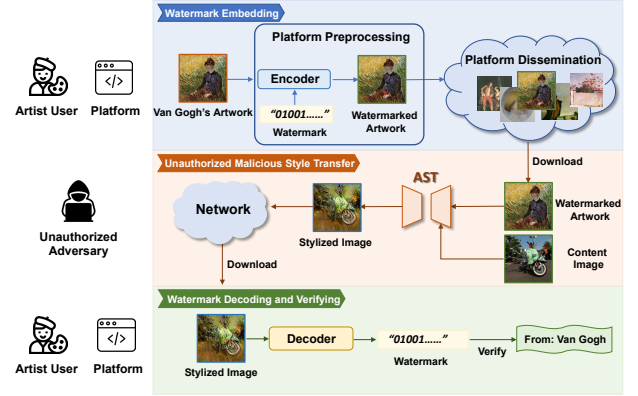 Watermark Embedding
Platform Preprocessing
Encoder
"01001......"
Watermark
Van Gogh's Artwork
Watermarked
Artwork
Platform Dissemination
Artist User
Platform
</>
Download
Unauthorized Malicious Style Transfer
AST
Network
Stylized Image
Watermarked
Artwork
Content
Image
Unauthorized
Adversary
Download
Watermark Decoding and Verifying
Decoder
"01001......"
Watermark
Verify
From: Van Gogh
Stylized Image
Artist User
Platform
</>